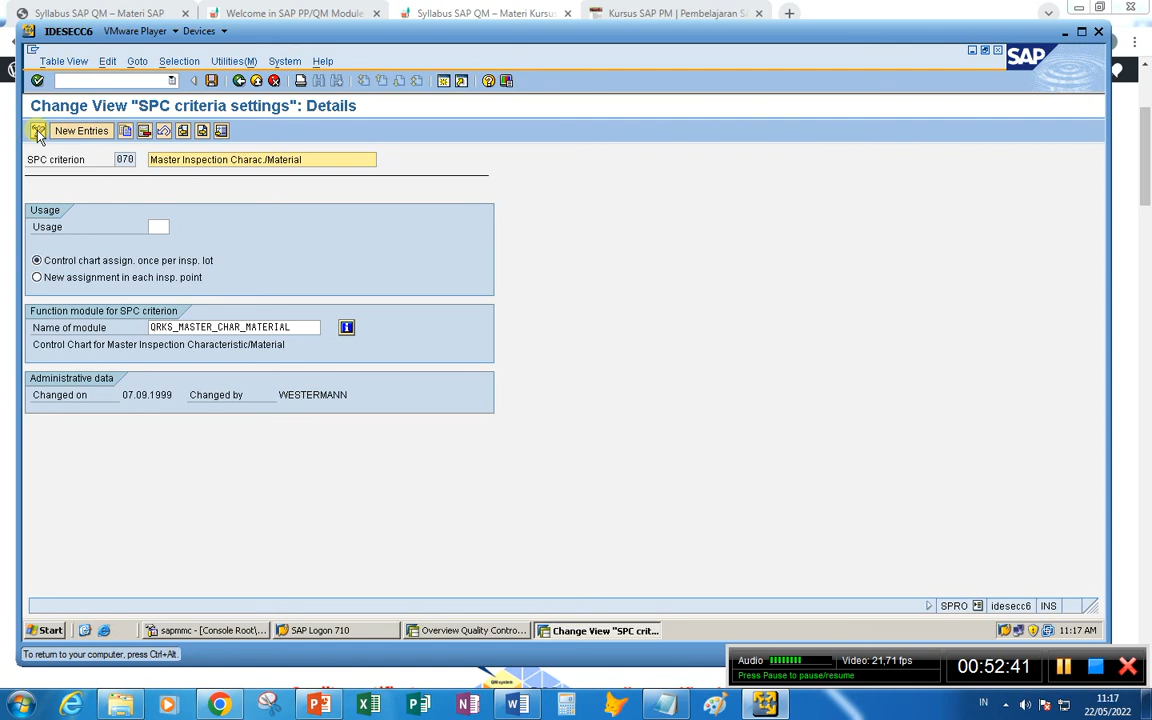 Syllabus SAP QM – Materi SAP
Welcome in SAP PP/QM Module
Syllabus SAP QM – Materi Kursus
Kursus SAP PM | Pembelajaran SA
IDESECC6 VMware Player Devices
Table View Edit Goto Selection Utilities(M) System Help
SAP
Change View "SPC criteria settings": Details
New Entries
SPC criterion 070 Master Inspection Charac./Material
Usage
Usage
Control chart assign. once per insp. lot
New assignment in each insp. point
Function module for SPC criterion
Name of module QRKS_MASTER_CHAR_MATERIAL
Control Chart for Master Inspection Characteristic/Material
Administrative data
Changed on 07.09.1999 Changed by WESTERMANN
SPRO idesecc6 INS
Start sapmmc - [Console Root\... SAP Logon 710 Overview Quality Contro... Change View "SPC crit... 11:17 AM
To return to your computer, press Ctrl+Alt.
Audio Video: 21,71 fps
Press Pause to pause/resume
00:52:41
QM system
IN 11:17
22/05/2022